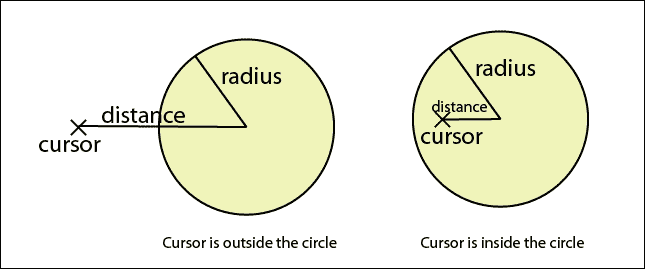 radius
distance
cursor
Cursor is outside the circle
radius
distance
cursor
Cursor is inside the circle